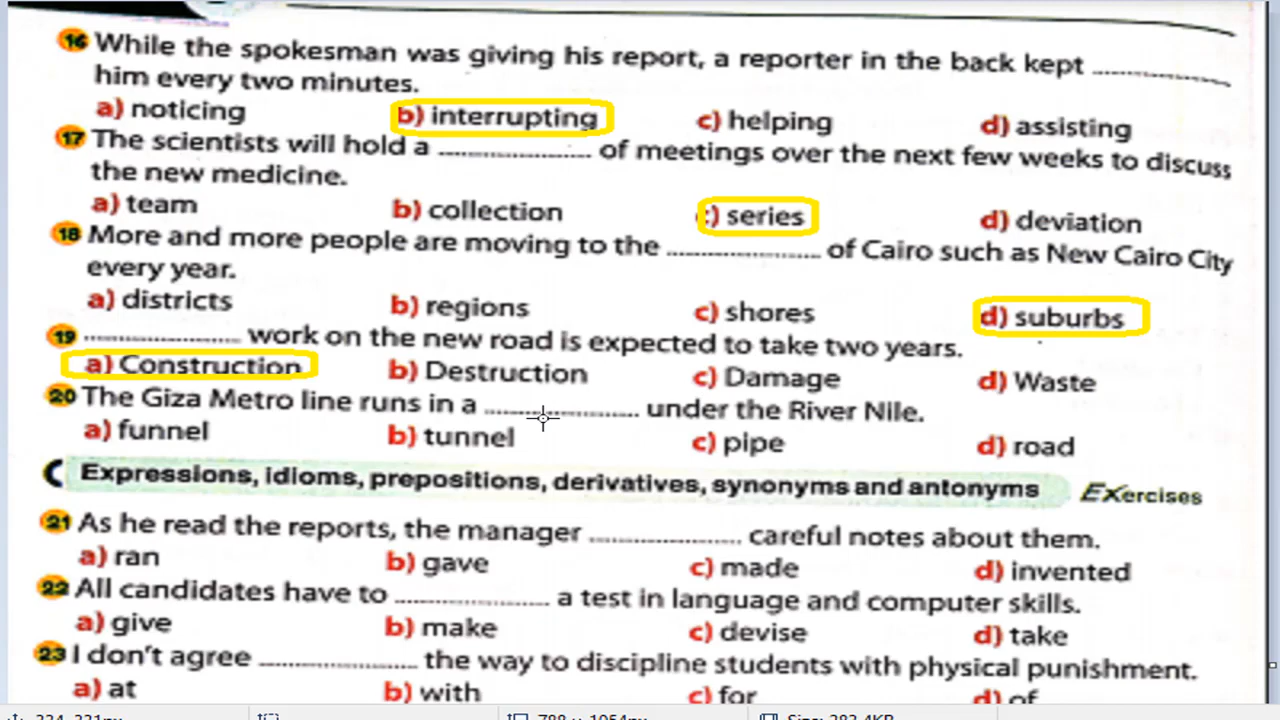 16 While the spokesman was giving his report, a reporter in the back kept ....................
him every two minutes.
a) noticing b) interrupting c) helping d) assisting
17 The scientists will hold a .................... of meetings over the next few weeks to discuss
the new medicine.
a) team b) collection c) series d) deviation
18 More and more people are moving to the .................... of Cairo such as New Cairo City
every year.
a) districts b) regions c) shores d) suburbs
19 .................... work on the new road is expected to take two years.
a) Construction b) Destruction c) Damage d) Waste
20 The Giza Metro line runs in a .................... under the River Nile.
a) funnel b) tunnel c) pipe d) road
Expressions, idioms, prepositions, derivatives, synonyms and antonyms Exercises
21 As he read the reports, the manager .................... careful notes about them.
a) ran b) gave c) made d) invented
22 All candidates have to .................... a test in language and computer skills.
a) give b) make c) devise d) take
23 I don't agree .................... the way to discipline students with physical punishment.
a) at b) with c) for d) of